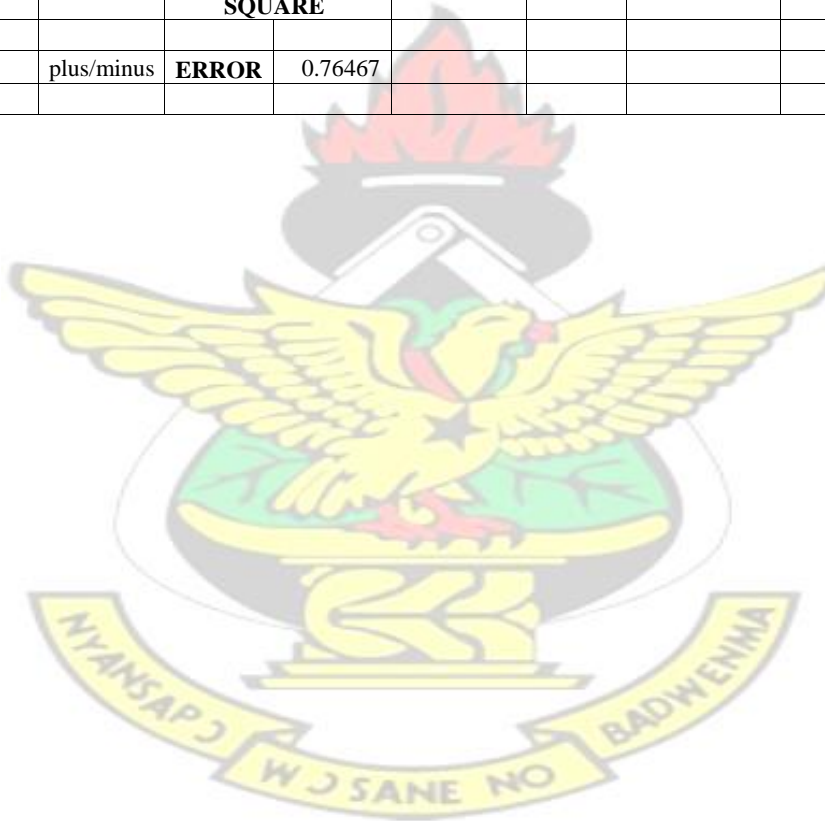 SQUARE
plus/minus ERROR 0.76467
NYANSAPƆ
WƆSANE NO
BADWENMA